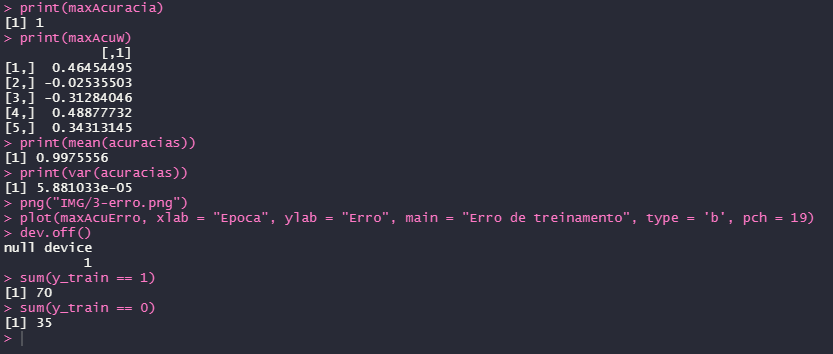 > print(maxAcuracia)
[1] 1
> print(maxAcuW)
            [,1]
[1,]  0.46454495
[2,] -0.02535503
[3,] -0.31284046
[4,]  0.48877732
[5,]  0.34313145
> print(mean(acuracias))
[1] 0.9975556
> print(var(acuracias))
[1] 5.881033e-05
> png("IMG/3-erro.png")
> plot(maxAcuErro, xlab = "Epoca", ylab = "Erro", main = "Erro de treinamento", type = 'b', pch = 19)
> dev.off()
null device
          1
> sum(y_train == 1)
[1] 70
> sum(y_train == 0)
[1] 35
>